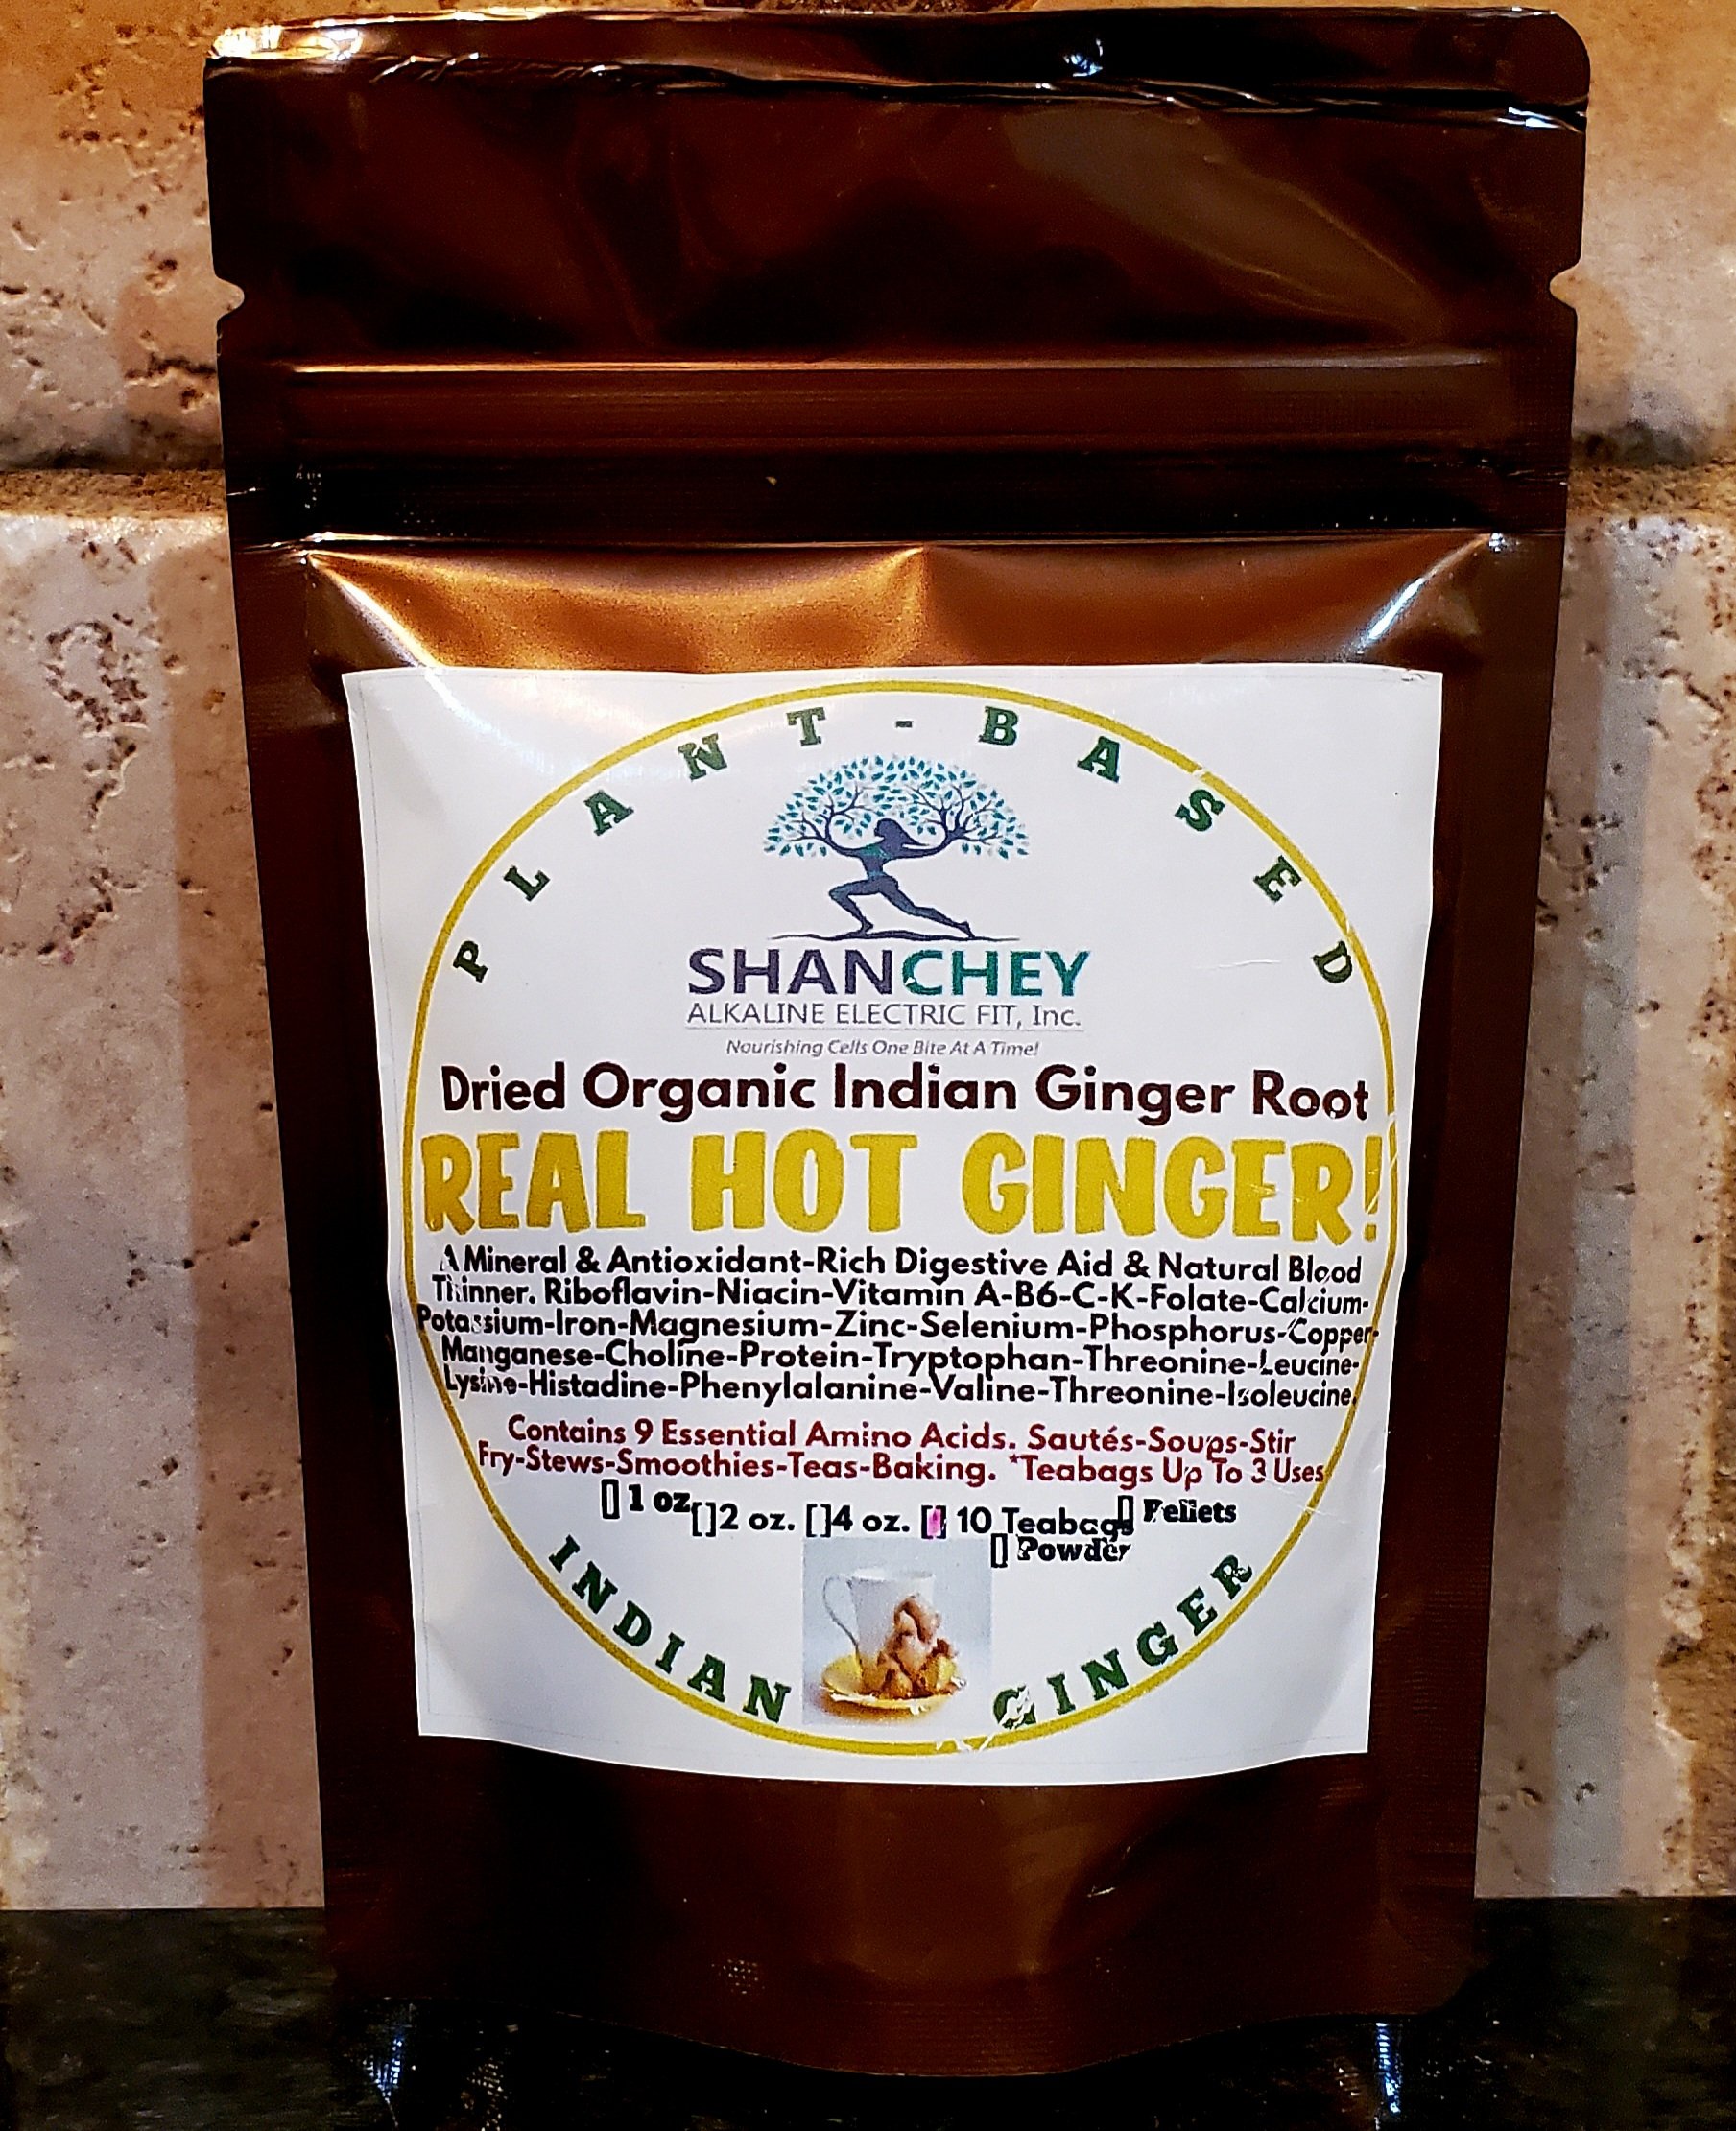 PLANT-BASED
SHANCHEY
ALKALINE ELECTRIC FIT, Inc.
Nourishing Cells One Bite At A Time!
Dried Organic Indian Ginger Root
REAL HOT GINGER!
A Mineral & Antioxidant-Rich Digestive Aid & Natural Blood
Thinner. Riboflavin-Niacin-Vitamin A-B6-C-K-Folate-Calcium-
Potassium-Iron-Magnesium-Zinc-Selenium-Phosphorus-Copper-
Manganese-Choline-Protein-Tryptophan-Threonine-Leucine-
Lysine-Histadine-Phenylalanine-Valine-Threonine-Isoleucine.
Contains 9 Essential Amino Acids. Sautés-Soups-Stir
Fry-Stews-Smoothies-Teas-Baking. *Teabags Up To 3 Uses
[] 1 oz []2 oz. []4 oz. [] 10 Teabags [] Pellets
[] Powder
INDIAN GINGER